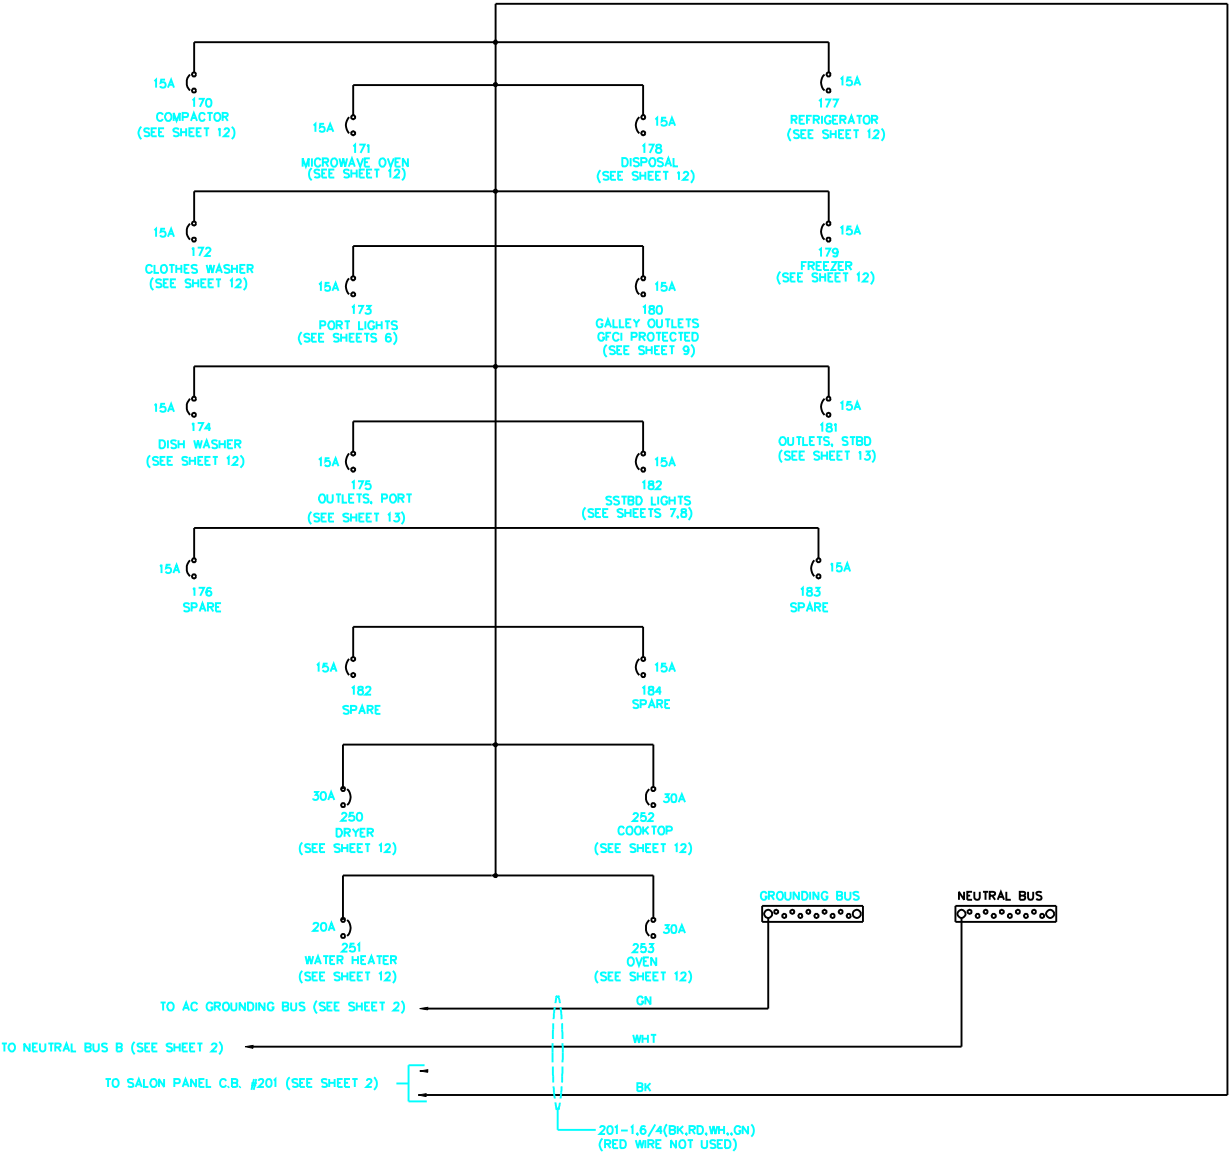 15A
170
COMPACTOR
(SEE SHEET 12)
15A
177
REFRIGERATOR
(SEE SHEET 12)
15A
171
MICROWAVE OVEN
(SEE SHEET 12)
15A
178
DISPOSAL
(SEE SHEET 12)
15A
172
CLOTHES WASHER
(SEE SHEET 12)
15A
179
FREEZER
(SEE SHEET 12)
15A
173
PORT LIGHTS
(SEE SHEETS 6)
15A
180
GALLEY OUTLETS
GFCI PROTECTED
(SEE SHEET 9)
15A
174
DISH WASHER
(SEE SHEET 12)
15A
181
OUTLETS, STBD
(SEE SHEET 13)
15A
175
OUTLETS, PORT
(SEE SHEET 13)
15A
182
SSTBD LIGHTS
(SEE SHEETS 7,8)
15A
176
SPARE
15A
183
SPARE
15A
182
SPARE
15A
184
SPARE
30A
250
DRYER
(SEE SHEET 12)
30A
252
COOKTOP
(SEE SHEET 12)
20A
251
WATER HEATER
(SEE SHEET 12)
30A
253
OVEN
(SEE SHEET 12)
GROUNDING BUS
NEUTRAL BUS
TO AC GROUNDING BUS (SEE SHEET 2)
GN
TO NEUTRAL BUS B (SEE SHEET 2)
WHT
TO SALON PANEL C.B. #201 (SEE SHEET 2)
BK
201-1,6/4(BK,RD,WH,,GN)
(RED WIRE NOT USED)